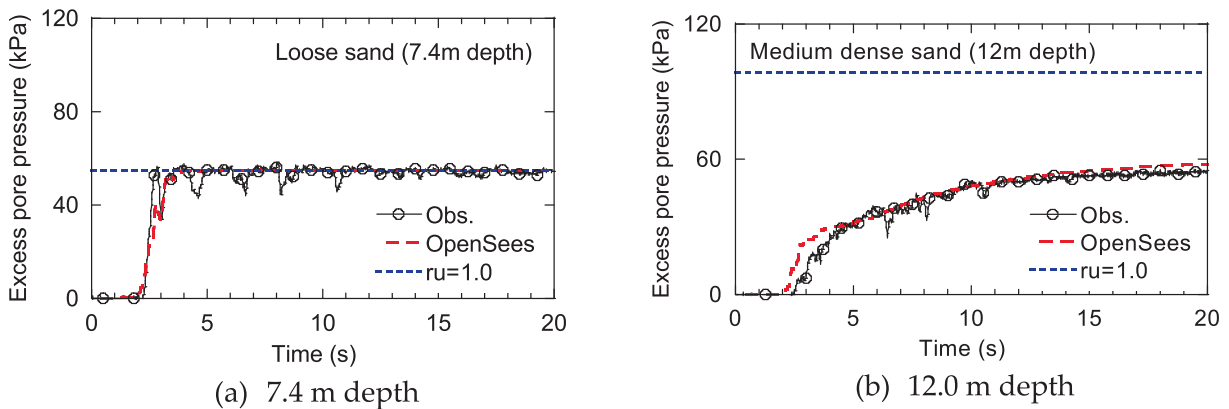 120
80
40
0
Excess pore pressure (kPa)
Loose sand (7.4m depth)
Obs.
OpenSees
ru=1.0
0 5 10 15 20
Time (s)
(a) 7.4 m depth
120
60
0
Excess pore pressure (kPa)
Medium dense sand (12m depth)
Obs.
OpenSees
ru=1.0
0 5 10 15 20
Time (s)
(b) 12.0 m depth